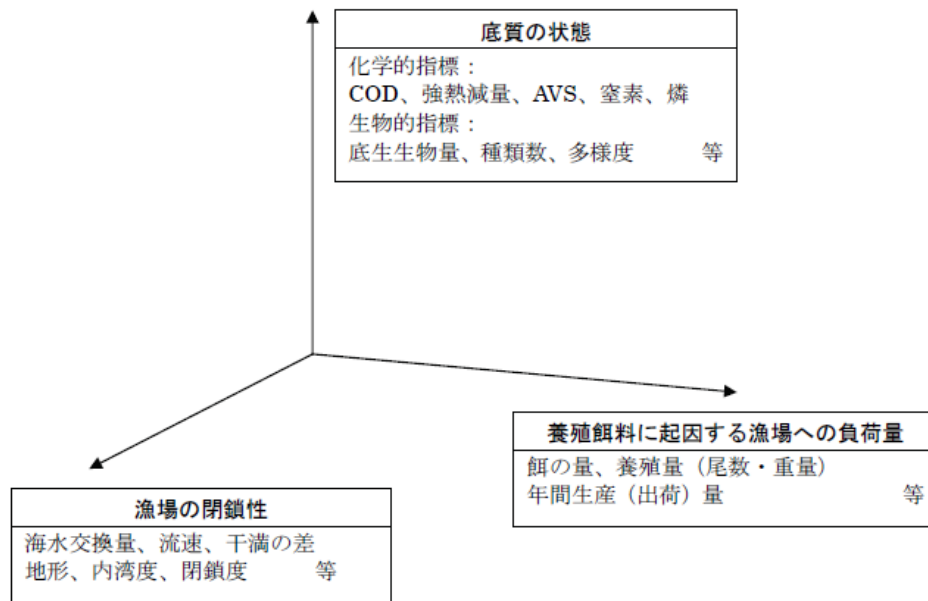 底質の状態
化学的指標：
COD、強熱減量、AVS、窒素、燐
生物的指標：
底生生物量、種類数、多様度 等
養殖餌料に起因する漁場への負荷量
餌の量、養殖量（尾数・重量）
年間生産（出荷）量 等
漁場の閉鎖性
海水交換量、流速、干満の差
地形、内湾度、閉鎖度 等